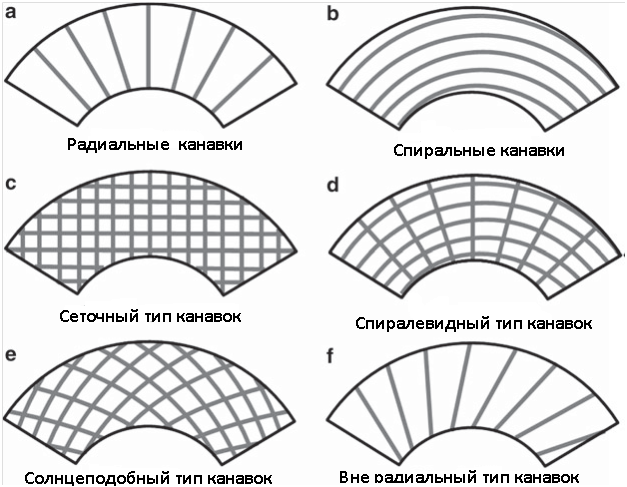 a
b
Радиальные канавки
Спиральные канавки
c
d
Сеточный тип канавок
Спиралевидный тип канавок
e
f
Солнцеподобный тип канавок
Вне радиальный тип канавок